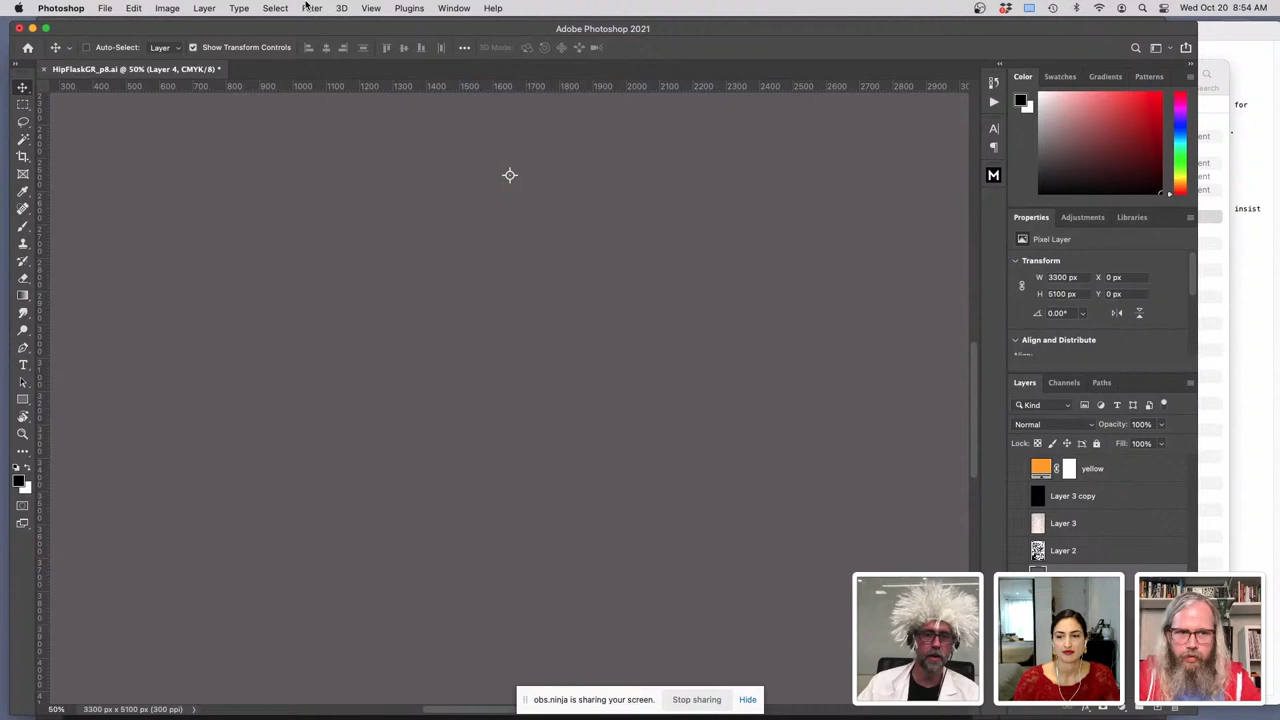 Photoshop File Edit Image Layer Type Select 3D View Plugins Window Help Wed Oct 20 8:54 AM
Adobe Photoshop 2021
Auto-Select: Layer Show Transform Controls 3D Mode:
HipFlaskGR_p8.ai @ 50% (Layer 4, CMYK/8) *
300 400 500 600 700 800 900 1000 1100 1200 1300 1400 1500 1600 1700 1800 1900 2000 2100 2200 2300 2400 2500 2600 2700 2800 2900
Color Swatches Gradients Patterns
for
insist
Properties Adjustments Libraries
Pixel Layer
Transform
W 3300 px X 0 px
H 5100 px Y 0 px
0.00°
Align and Distribute
Align:
Layers Channels Paths
Kind
Normal Opacity: 100%
Lock: Fill: 100%
yellow
Layer 3 copy
Layer 3
Layer 2
obs.ninja is sharing your screen. Stop sharing Hide
50% 3300 px x 5100 px (300 ppi)